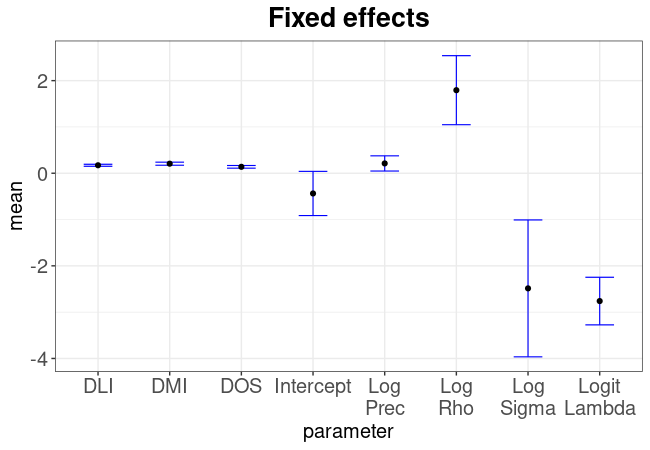 Fixed effects
mean
2
0
-2
-4
DLI DMI DOS Intercept Log Prec Log Rho Log Sigma Logit Lambda
parameter